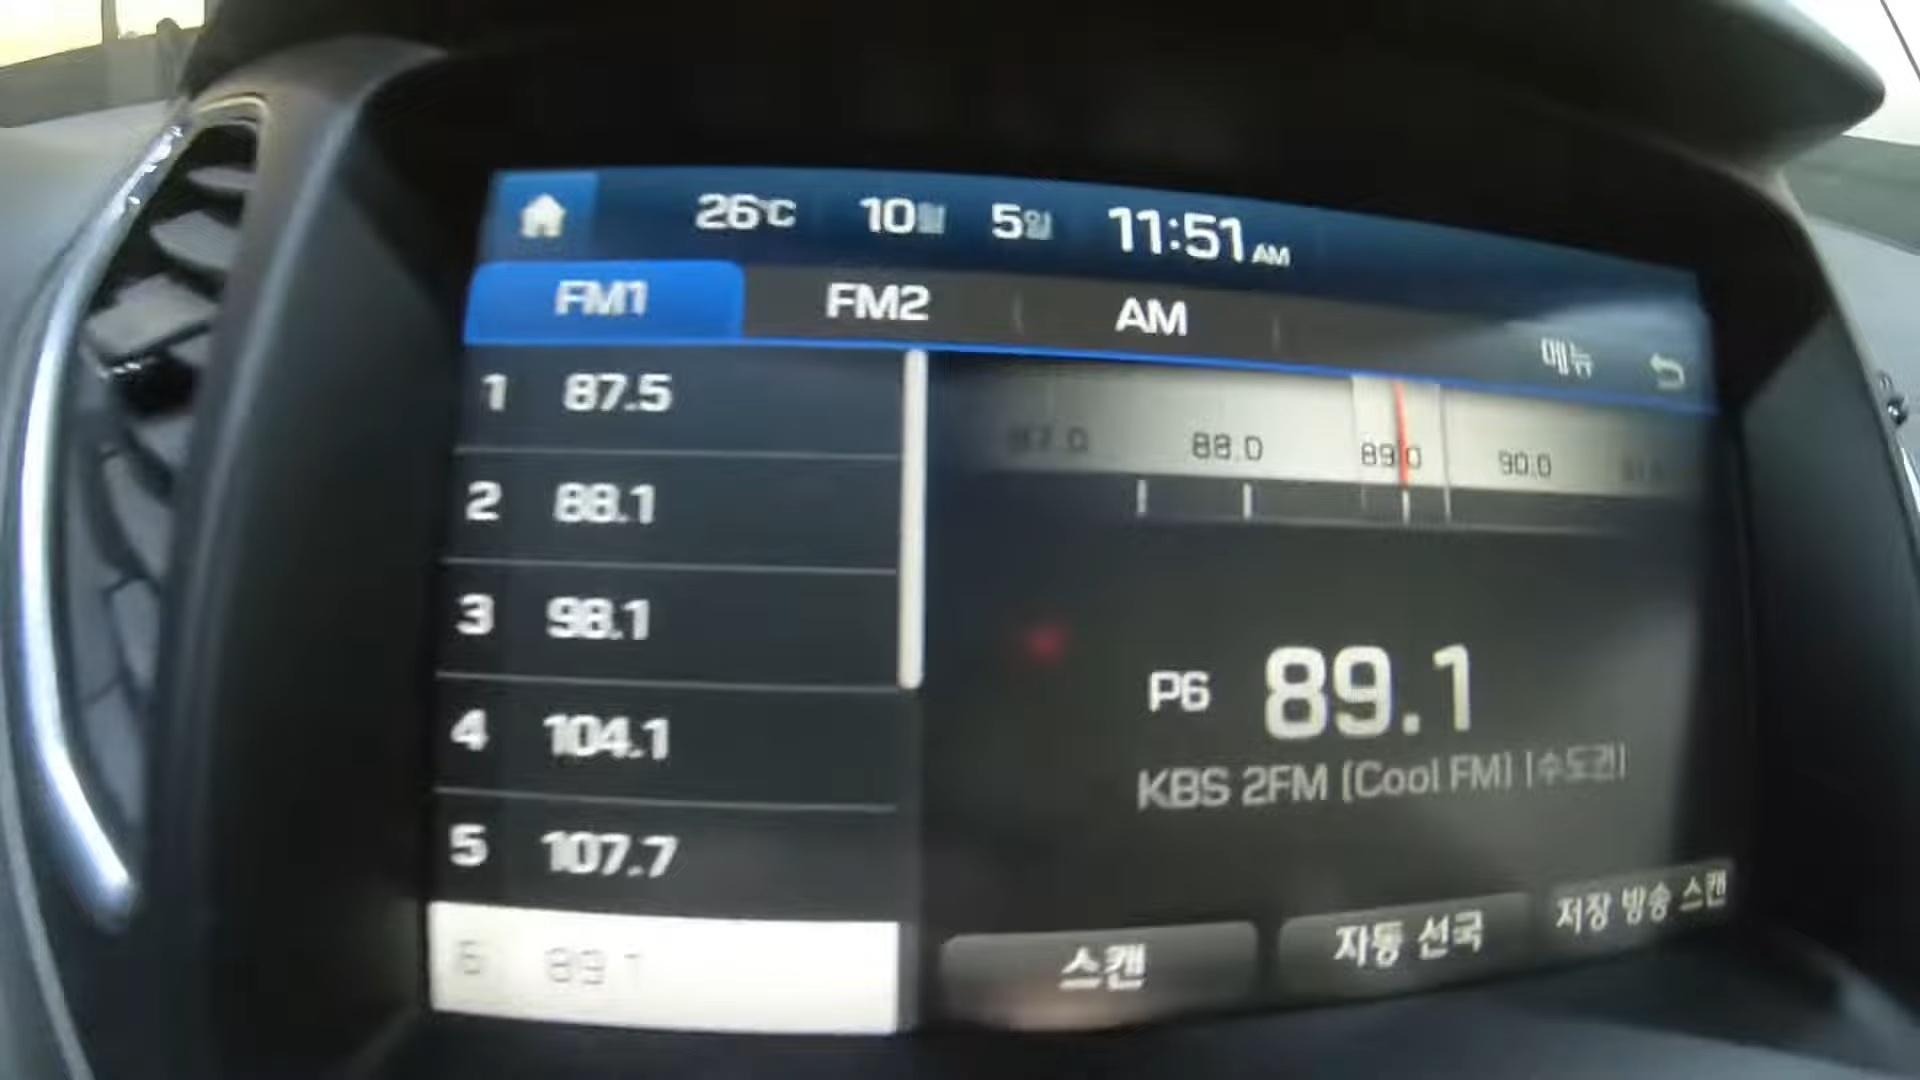 26℃ 10월 5일 11:51 AM
FM1 FM2 AM
메뉴
1 87.5
2 88.1
3 98.1
4 104.1
5 107.7
6 89.1
87.0 88.0 89.0 90.0
P6 89.1
KBS 2FM (Cool FM) [수도권]
스캔 자동 선국 저장 방송 스캔